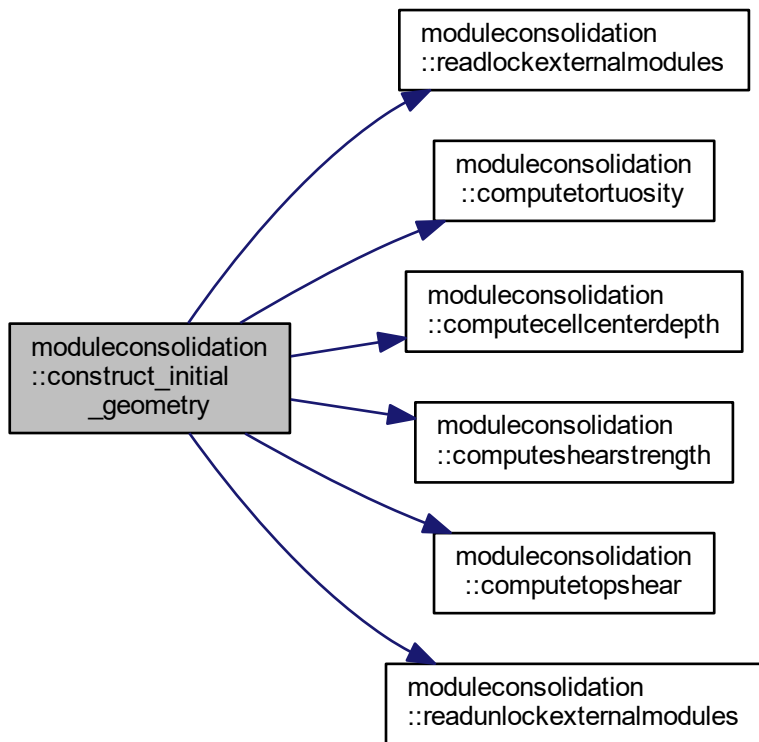 moduleconsolidation
::readlockexternalmodules
moduleconsolidation
::computetortuosity
moduleconsolidation
::computecellcenterdepth
moduleconsolidation
::construct_initial
_geometry
moduleconsolidation
::computeshearstrength
moduleconsolidation
::computetopshear
moduleconsolidation
::readunlockexternalmodules